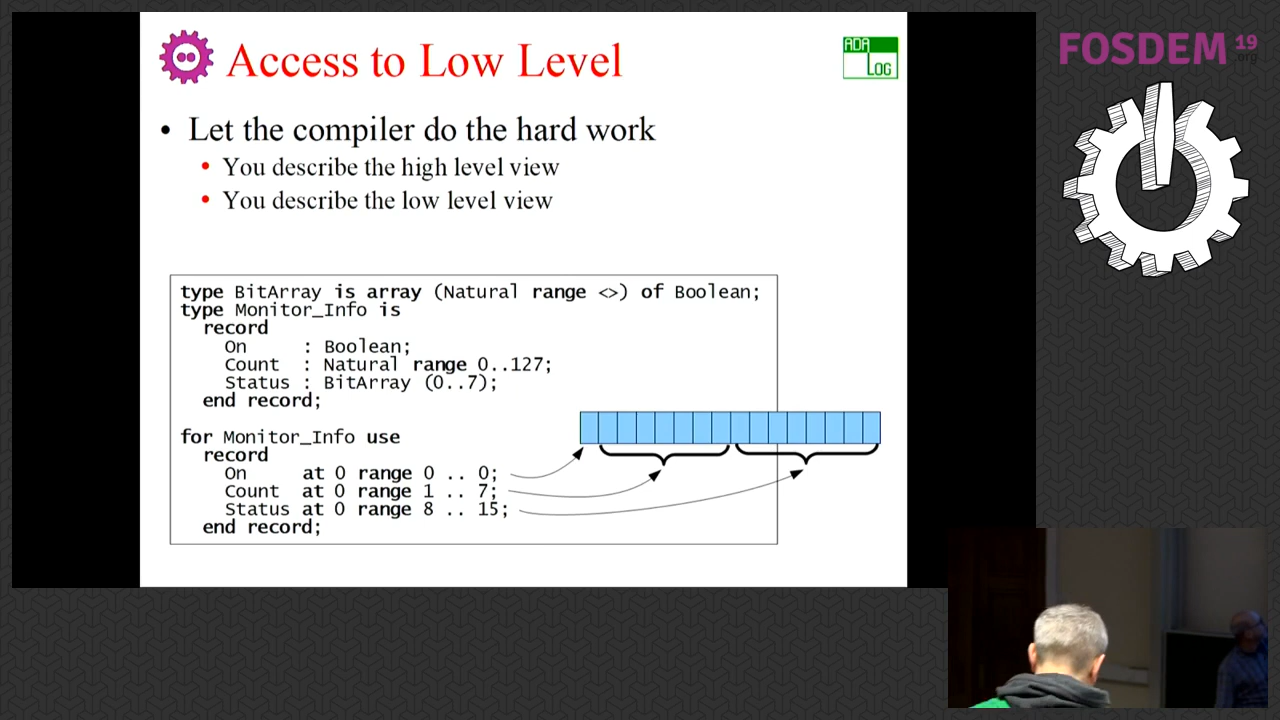 Access to Low Level
ADA
LOG
FOSDEM 19
.org
• Let the compiler do the hard work
• You describe the high level view
• You describe the low level view
type BitArray is array (Natural range <>) of Boolean;
type Monitor_Info is
record
On : Boolean;
Count : Natural range 0..127;
Status : BitArray (0..7);
end record;
for Monitor_Info use
record
On at 0 range 0 .. 0;
Count at 0 range 1 .. 7;
Status at 0 range 8 .. 15;
end record;